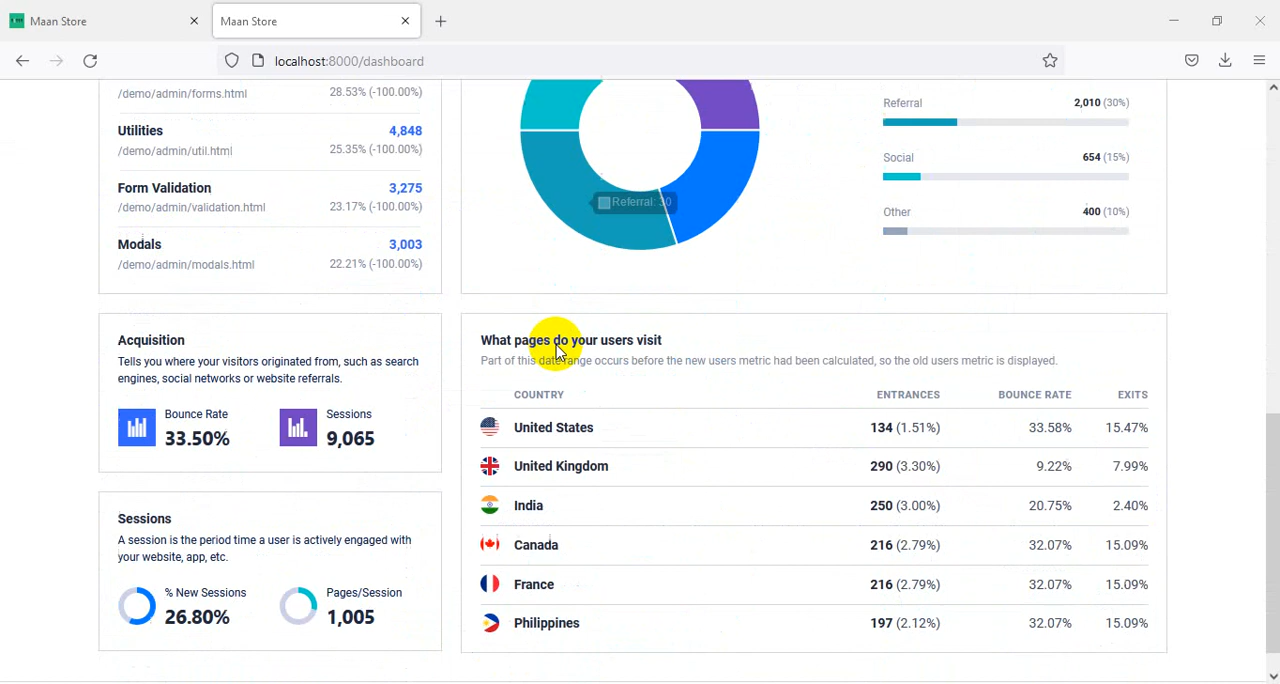 Maan Store
Maan Store
localhost:8000/dashboard
/demo/admin/forms.html 28.53% (-100.00%)
Utilities 4,848
/demo/admin/util.html 25.35% (-100.00%)
Form Validation 3,275
/demo/admin/validation.html 23.17% (-100.00%)
Modals 3,003
/demo/admin/modals.html 22.21% (-100.00%)
Referral: 30
Referral 2,010 (30%)
Social 654 (15%)
Other 400 (10%)
Acquisition
Tells you where your visitors originated from, such as search
engines, social networks or website referrals.
Bounce Rate
33.50%
Sessions
9,065
Sessions
A session is the period time a user is actively engaged with
your website, app, etc.
% New Sessions
26.80%
Pages/Session
1,005
What pages do your users visit
Part of this date range occurs before the new users metric had been calculated, so the old users metric is displayed.
COUNTRY ENTRANCES BOUNCE RATE EXITS
United States 134 (1.51%) 33.58% 15.47%
United Kingdom 290 (3.30%) 9.22% 7.99%
India 250 (3.00%) 20.75% 2.40%
Canada 216 (2.79%) 32.07% 15.09%
France 216 (2.79%) 32.07% 15.09%
Philippines 197 (2.12%) 32.07% 15.09%